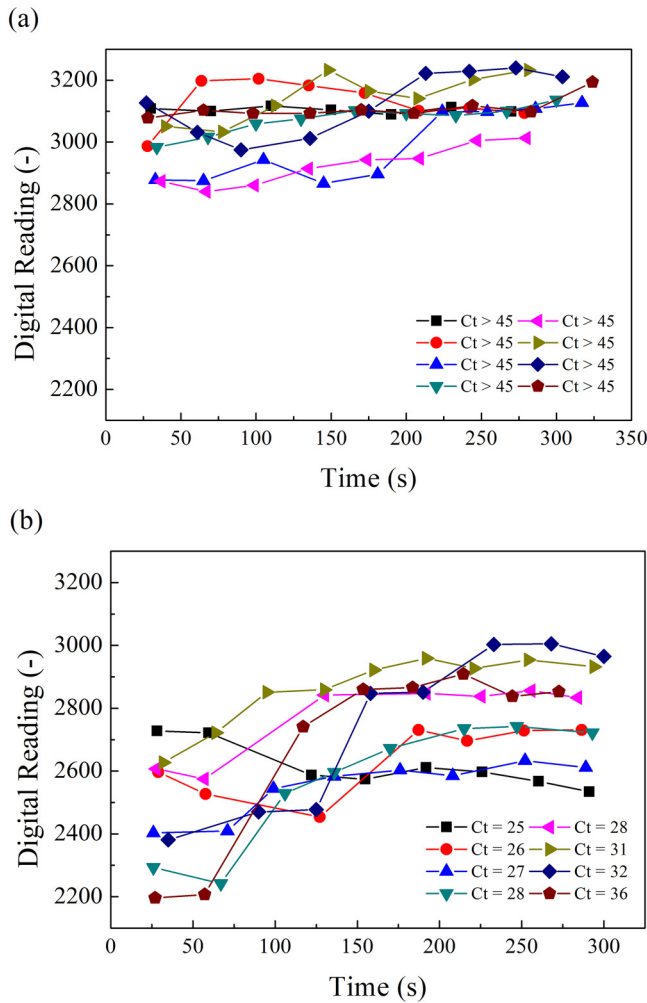 (a)
3200
3000
2800
2600
2400
2200
Digital Reading (-)
Ct > 45 Ct > 45
Ct > 45 Ct > 45
Ct > 45 Ct > 45
Ct > 45 Ct > 45
50 100 150 200 250 300 350
Time (s)
(b)
3200
3000
2800
2600
2400
2200
Digital Reading (-)
Ct = 25 Ct = 28
Ct = 26 Ct = 31
Ct = 27 Ct = 32
Ct = 28 Ct = 36
0 50 100 150 200 250 300
Time (s)